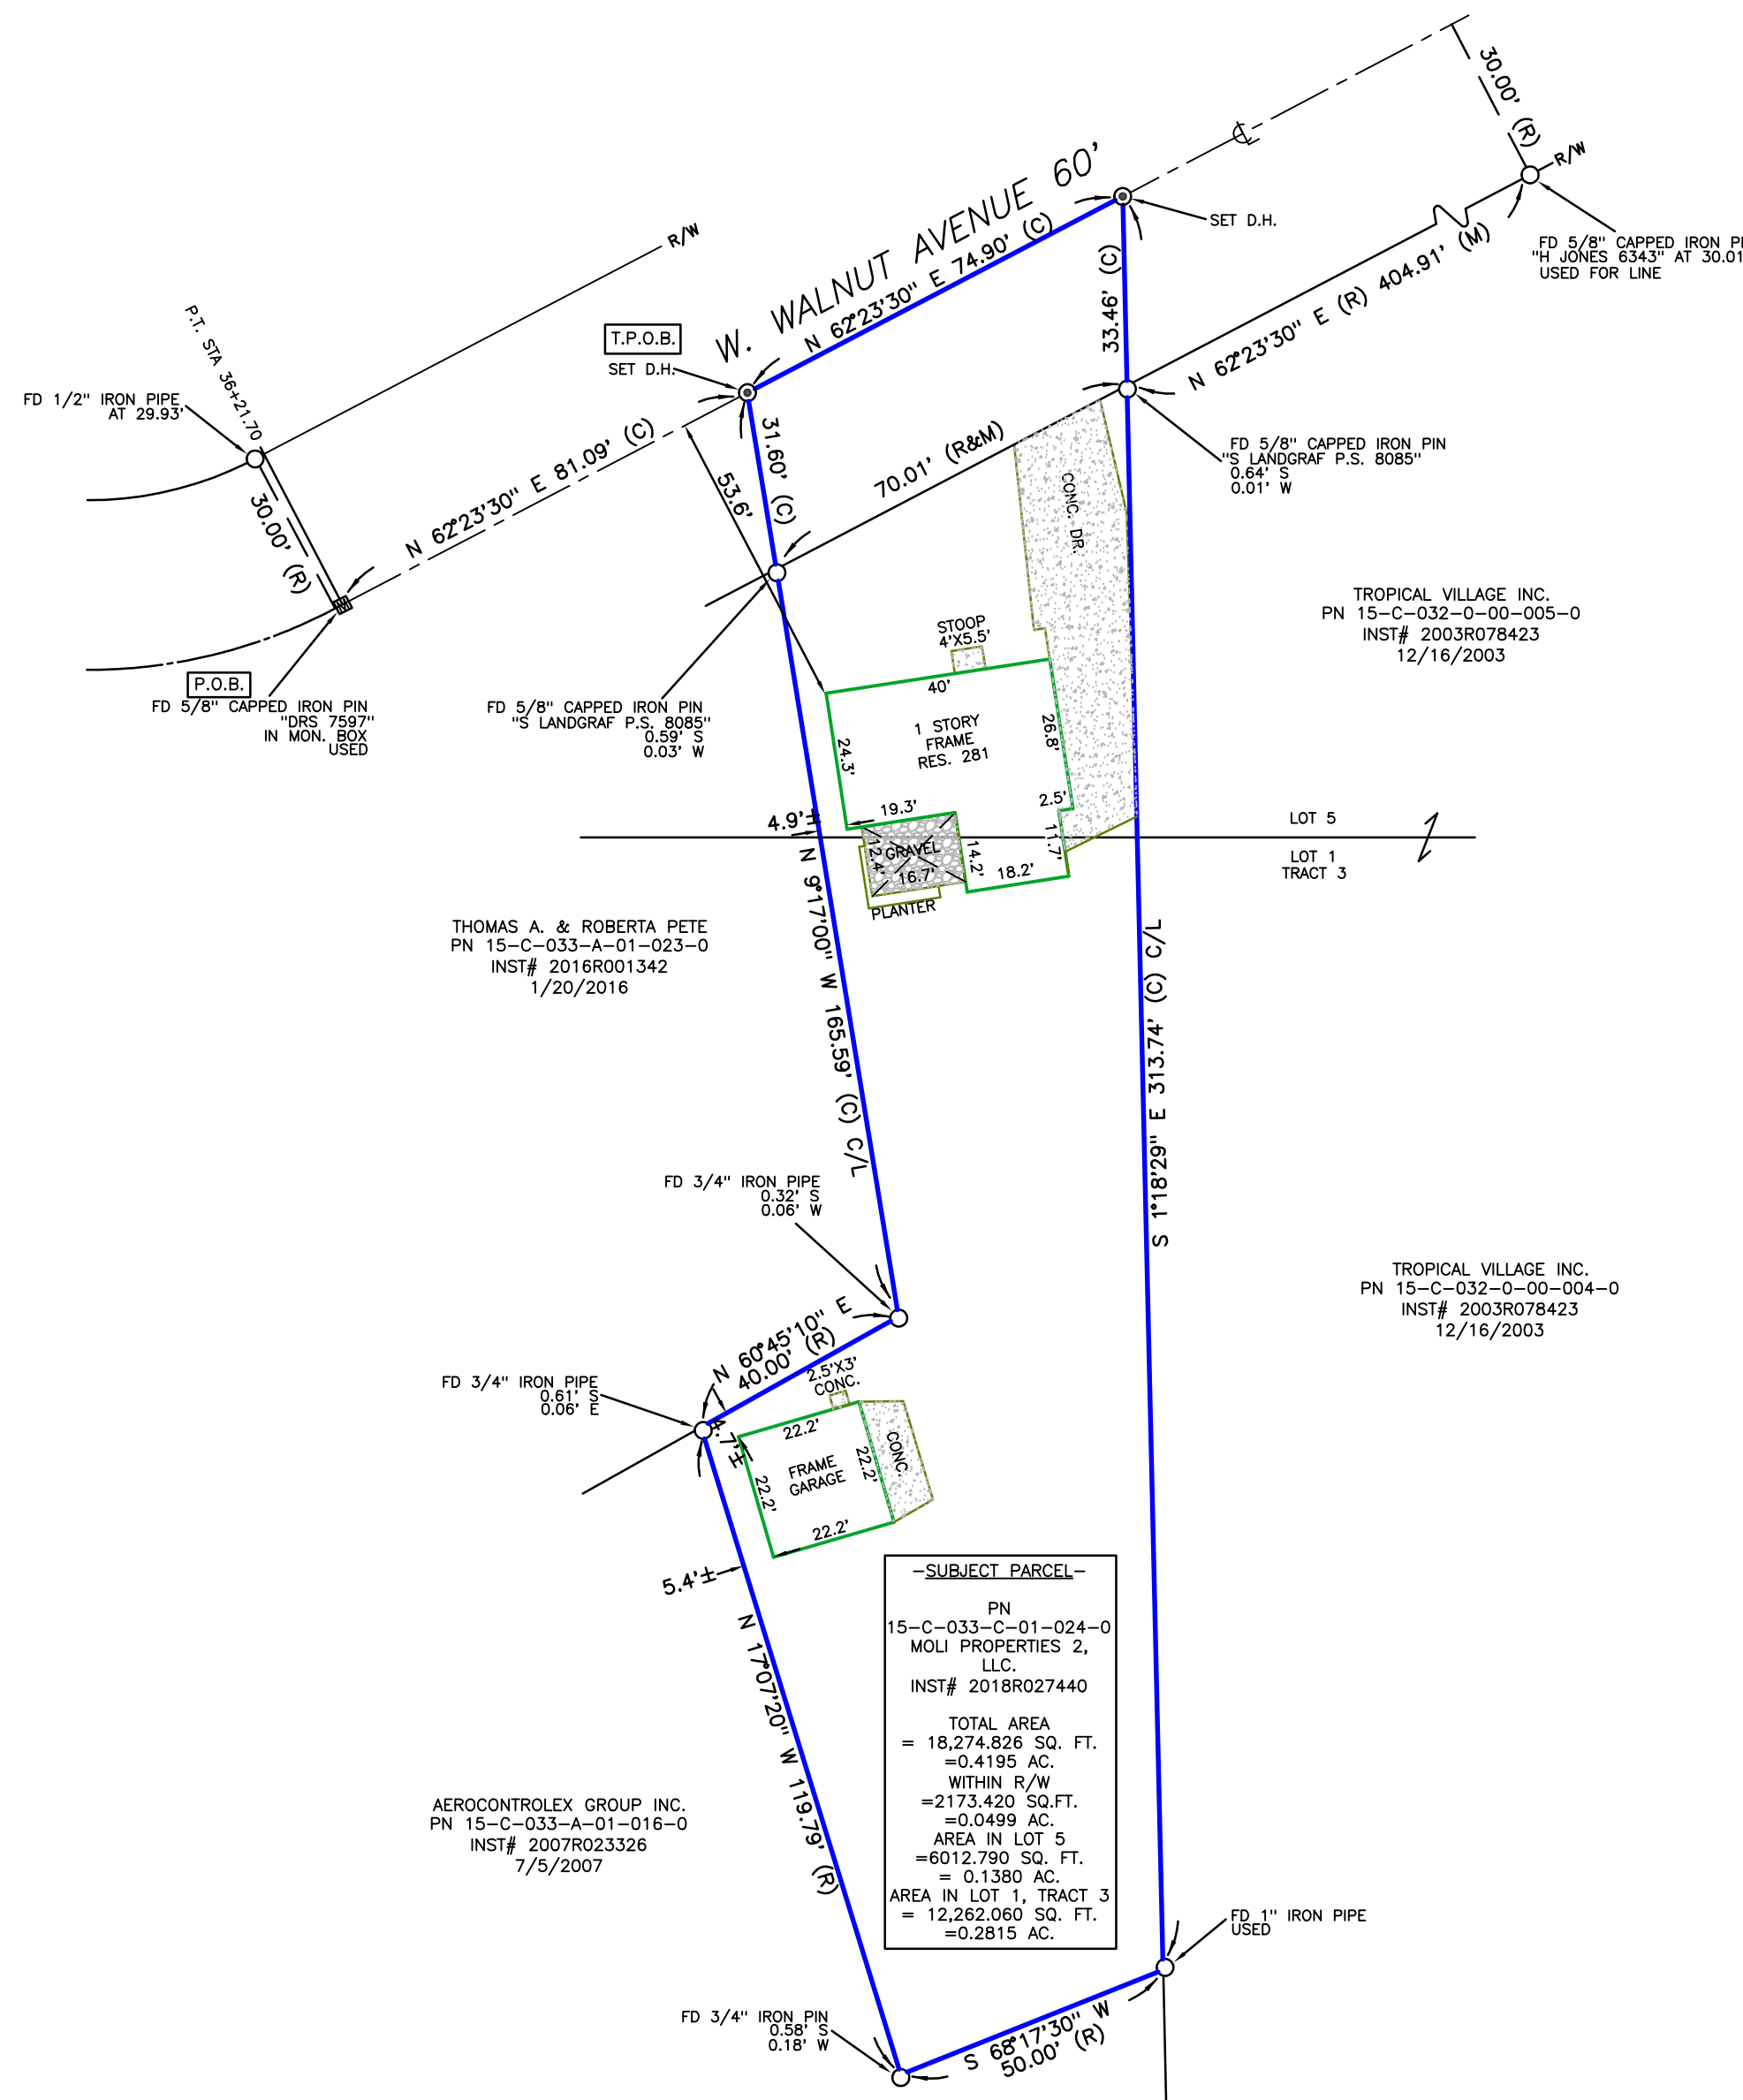 30.00' (R)
R/W
W. WALNUT AVENUE 60'
N 62°23'30" E 74.90' (C)
SET D.H.
FD 5/8" CAPPED IRON
"H JONES 6343" AT 30.01
USED FOR LINE
N 62°23'30" E (R) 404.91' (M)
33.46' (C)
R/W
T.P.O.B.
SET D.H.
P.T. STA 36+21.70
FD 1/2" IRON PIPE
AT 29.93'
30.00' (R)
N 62°23'30" E 81.09' (C)
31.60' (C)
53.6'
70.01' (R&M)
FD 5/8" CAPPED IRON PIN
"S LANDGRAF P.S. 8085"
0.64' S
0.01' W
CONC. DR.
P.O.B.
FD 5/8" CAPPED IRON PIN
"DRS 7597"
IN MON. BOX
USED
FD 5/8" CAPPED IRON PIN
"S LANDGRAF P.S. 8085"
0.59' S
0.03' W
TROPICAL VILLAGE INC.
PN 15-C-032-0-00-005-0
INST# 2003R078423
12/16/2003
STOOP
4'X5.5'
40'
1 STORY
FRAME
RES. 281
24.3'
26.8'
2.5'
19.3'
4.9'±
12.4'
GRAVEL
16.7'
14.2'
11.7'
18.2'
PLANTER
LOT 5
LOT 1
TRACT 3
THOMAS A. & ROBERTA PETE
PN 15-C-033-A-01-023-0
INST# 2016R001342
1/20/2016
N 9°17'00" W 165.59' (C) C/L
S 1°18'29" E 313.74' (C) C/L
FD 3/4" IRON PIPE
0.32' S
0.06' W
TROPICAL VILLAGE INC.
PN 15-C-032-0-00-004-0
INST# 2003R078423
12/16/2003
N 60°45'10" E
40.00' (R)
FD 3/4" IRON PIPE
0.61' S
0.06' E
2.5'X3'
CONC.
4.7'±
22.2'
22.2'
FRAME
GARAGE
22.2'
22.2'
CONC.
5.4'±
N 17°07'20" W 119.79' (R)
-SUBJECT PARCEL-
PN
15-C-033-C-01-024-0
MOLI PROPERTIES 2,
LLC.
INST# 2018R027440
TOTAL AREA
= 18,274.826 SQ. FT.
=0.4195 AC.
WITHIN R/W
=2173.420 SQ.FT.
=0.0499 AC.
AREA IN LOT 5
=6012.790 SQ. FT.
= 0.1380 AC.
AREA IN LOT 1, TRACT 3
= 12,262.060 SQ. FT.
=0.2815 AC.
AEROCONTROLEX GROUP INC.
PN 15-C-033-A-01-016-0
INST# 2007R023326
7/5/2007
FD 1" IRON PIPE
USED
FD 3/4" IRON PIN
0.58' S
0.18' W
S 68°17'30" W
50.00' (R)